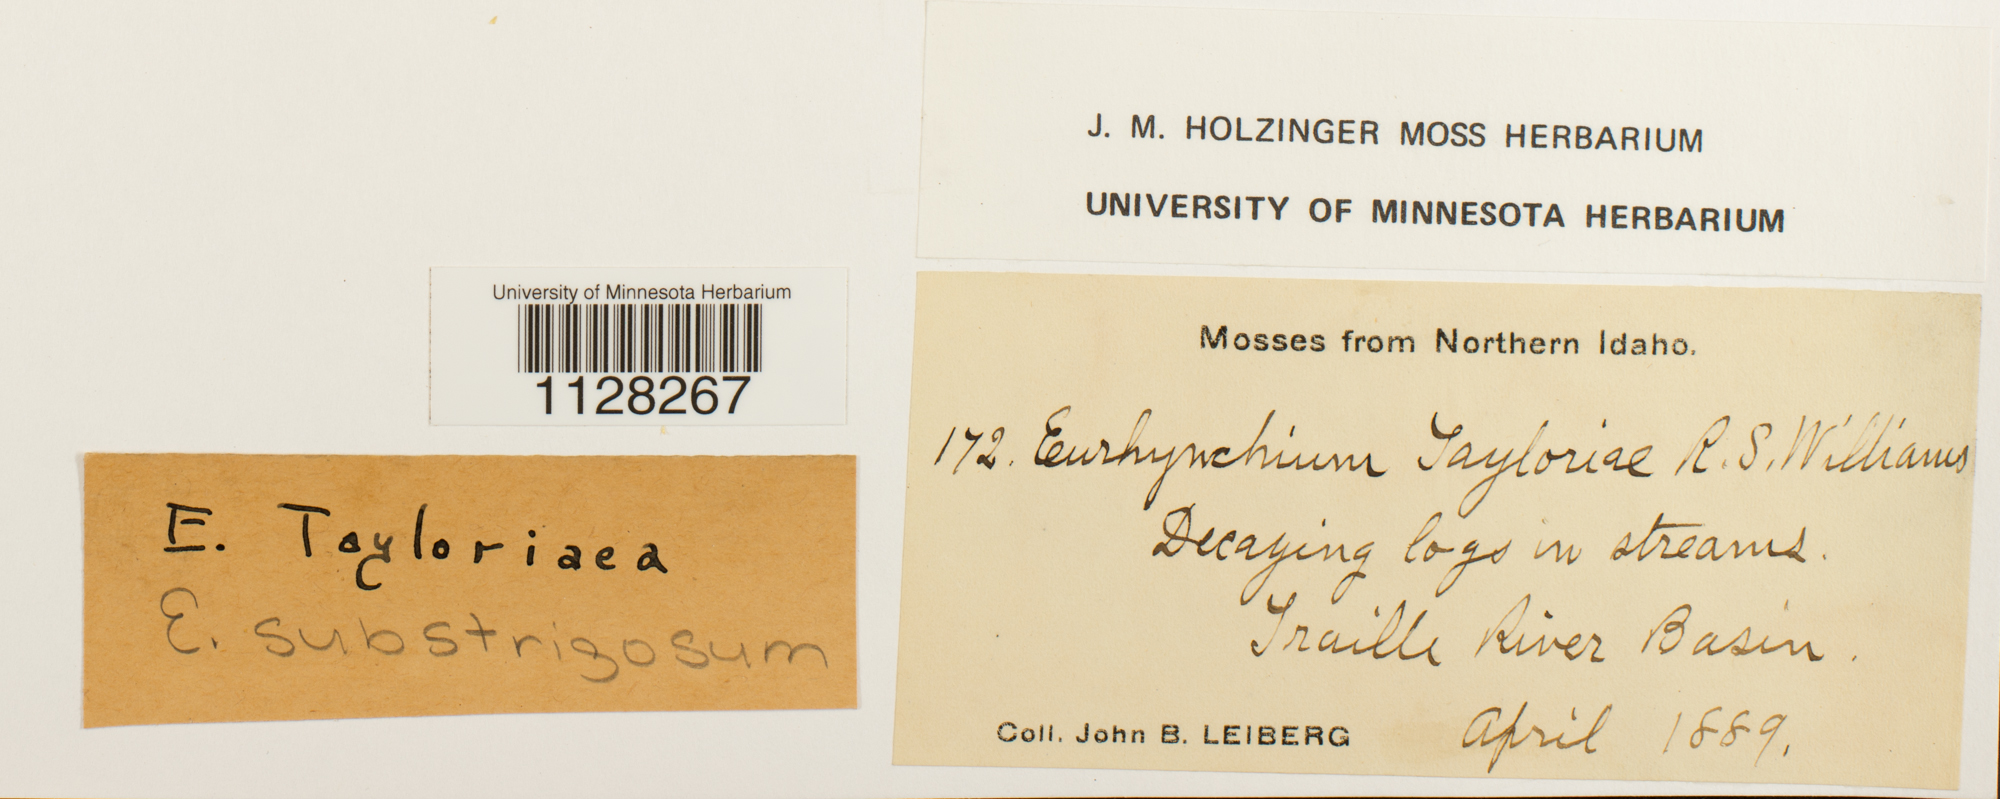 J. M. HOLZINGER MOSS HERBARIUM
UNIVERSITY OF MINNESOTA HERBARIUM
University of Minnesota Herbarium
1128267
Mosses from Northern Idaho.
172. Eurhynchium Tayloriae R. S. Williams
Decaying logs in streams.
Traille River Basin.
Coll. John B. LEIBERG April 1889.
E. Tayloriaea
E. substrigosum